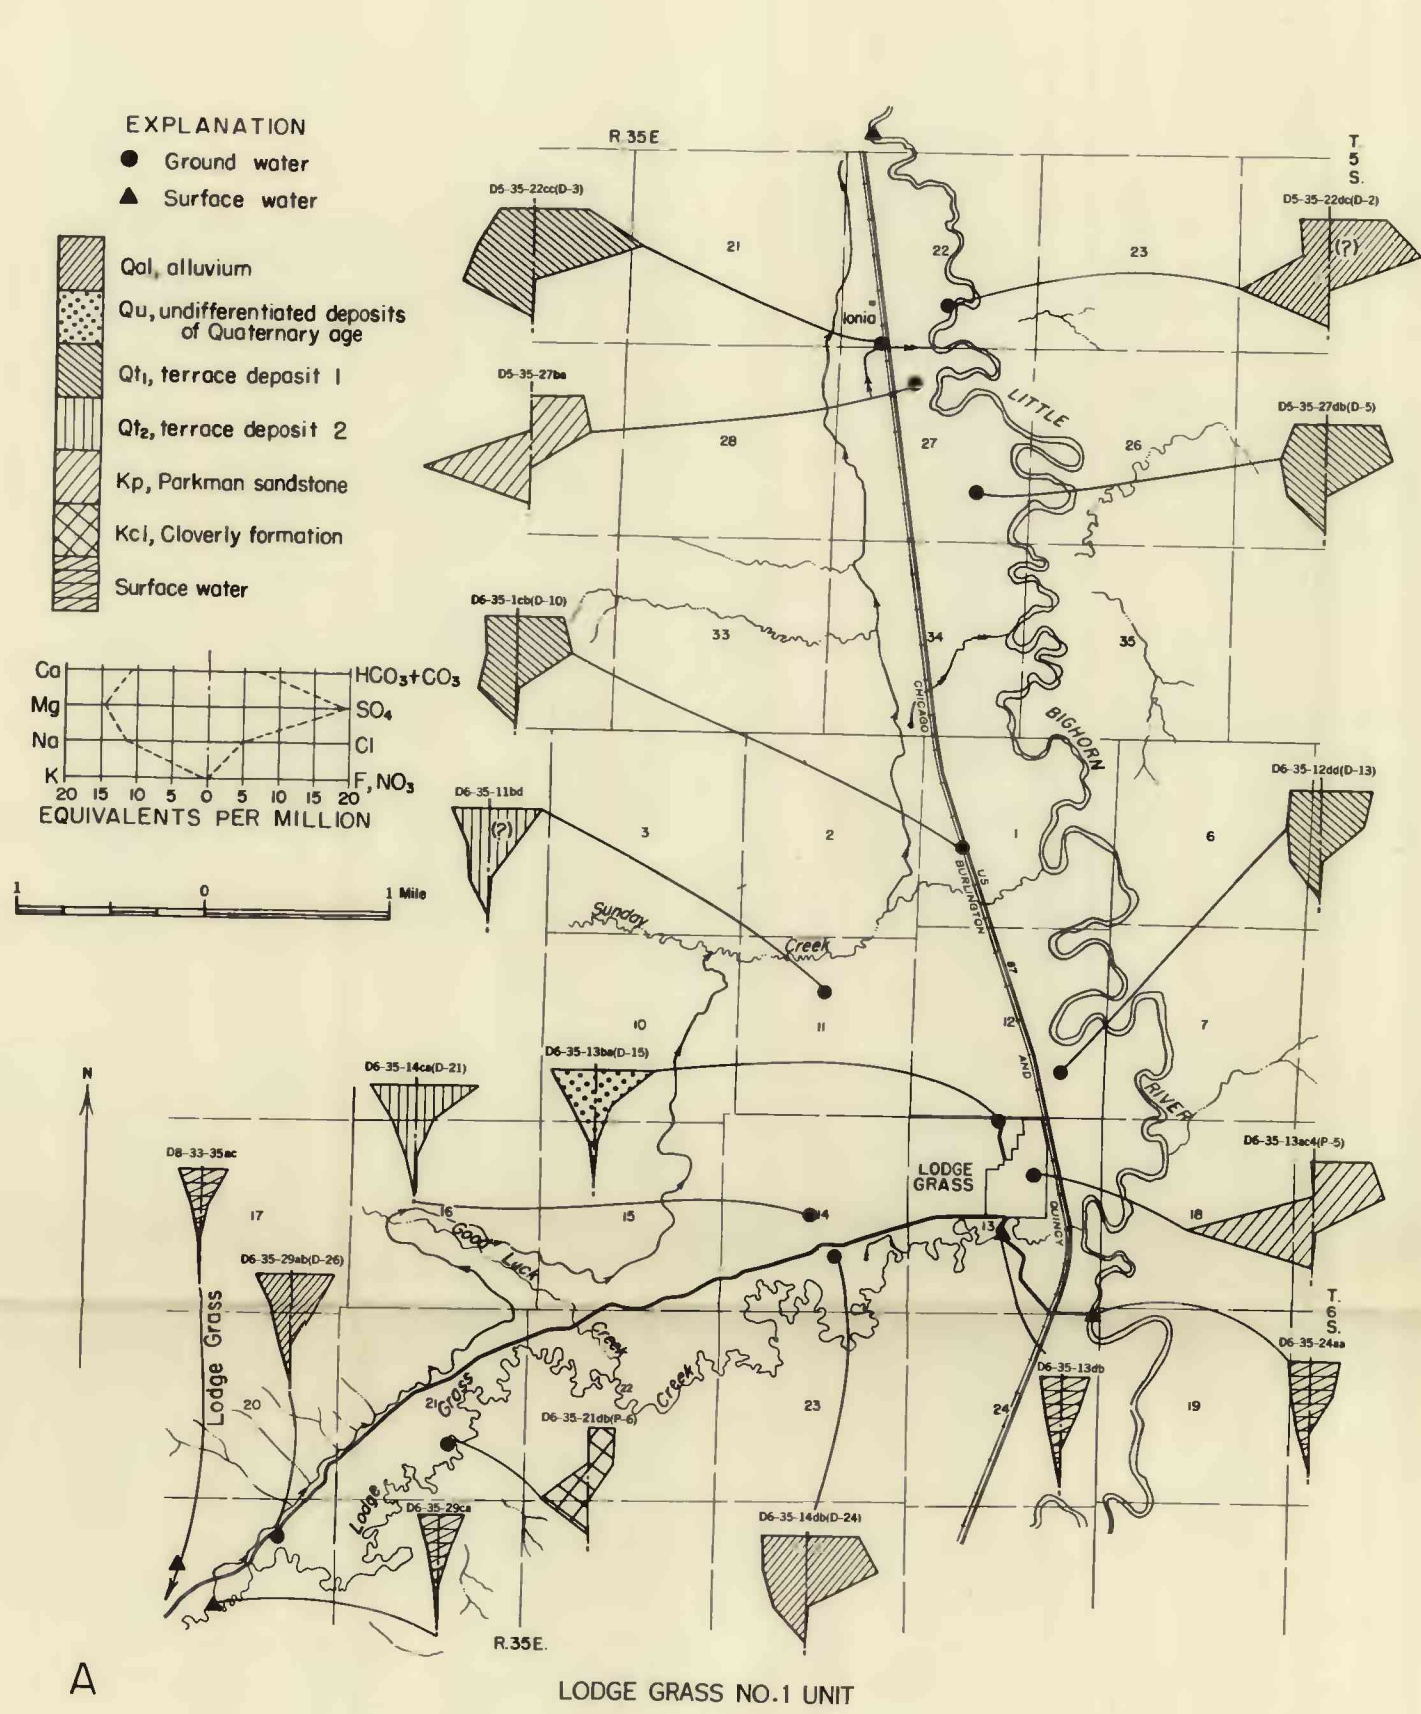 EXPLANATION
Ground water
Surface water
Qal, alluvium
Qu, undifferentiated deposits
of Quaternary age
Qt1, terrace deposit 1
Qt2, terrace deposit 2
Kp, Parkman sandstone
Kcl, Cloverly formation
Surface water
Ca HCO3+CO3
Mg SO4
Na Cl
K F, NO3
20 15 10 5 0 5 10 15 20
EQUIVALENTS PER MILLION
1 0 1 Mile
R 35E
T.
5
S.
D5-35-22cc(D-3)
D5-35-22dc(D-2)
(?)
21
22
23
Ionia
D5-35-27ba
D5-35-27db(D-5)
LITTLE
28
27
26
D6-35-1cb(D-10)
33
34
35
CHICAGO
BIGHORN
D6-35-11bd
(?)
D6-35-12dd(D-13)
3
2
1
6
US
BURLINGTON
Sunday
Creek
87
10
11
12
7
AND
N
D6-35-14ca(D-21)
D6-35-13ba(D-15)
RIVER
D8-33-35ac
D6-35-13ac4(P-5)
LODGE
GRASS
17
16
15
14
13
18
QUINCY
Good
Luck
Creek
D6-35-29ab(D-26)
T.
6
S.
Lodge Grass
D6-35-24aa
D6-35-13db
20
21
22
23
24
19
Lodge
Grass
Creek
D6-35-21db(P-6)
D6-35-29ca
D6-35-14db(D-24)
R.35E.
A
LODGE GRASS NO.1 UNIT